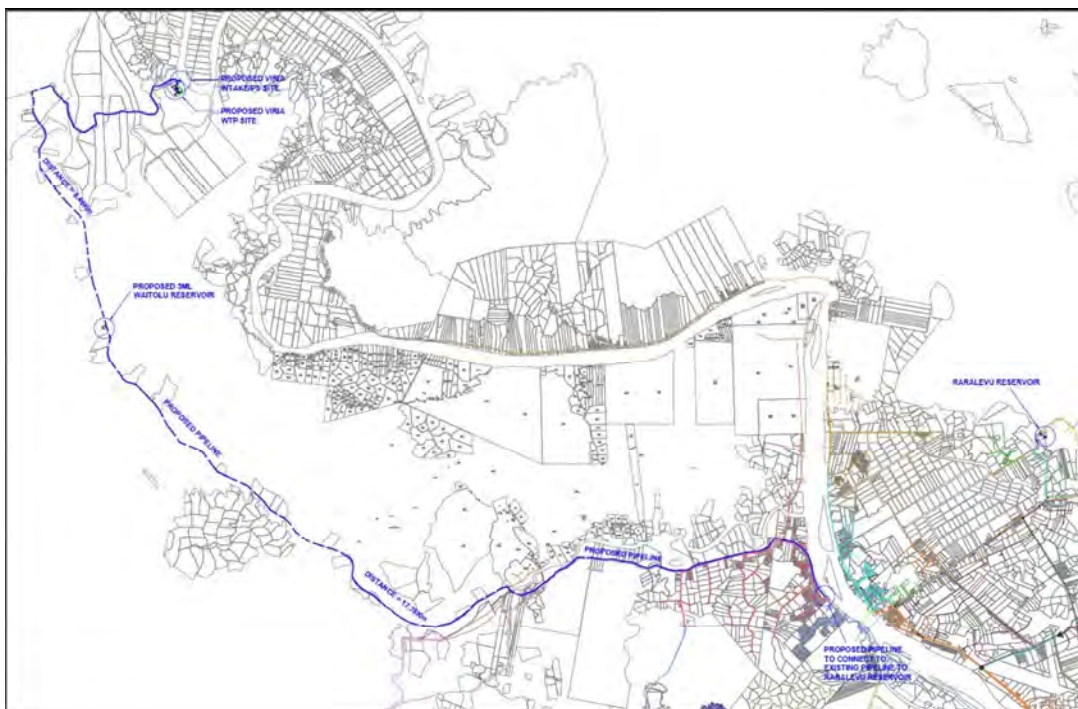 PROPOSED VIRIA
INTAKE/PS SITE
PROPOSED VIRIA
WTP SITE
PROPOSED 3ML
WAITOLU RESERVOIR
PROPOSED PIPELINE
RARALEVU RESERVOIR
PROPOSED PIPELINE
PROPOSED PIPELINE
TO CONNECT TO
EXISTING PIPELINE TO
RARALEVU RESERVOIR